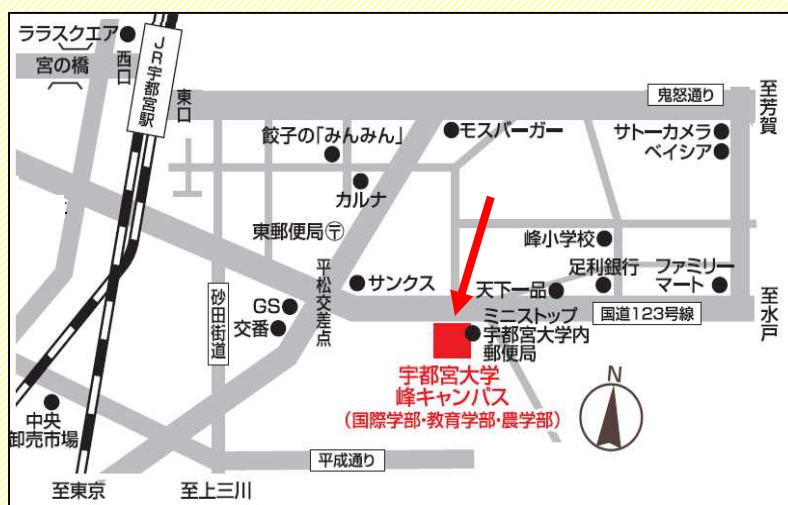 ララスクエア
宮の橋
西口
JR宇都宮駅
東口
鬼怒通り
至芳賀
餃子の「みんみん」
モスバーガー
サトーカメラ
ベイシア
カルナ
東郵便局〒
峰小学校
平松交差点
サンクス
天下一品
足利銀行
ファミリー
マート
砂田街道
GS
交番
国道123号線
至水戸
ミニストップ
宇都宮大学内
郵便局
宇都宮大学
峰キャンパス
(国際学部・教育学部・農学部)
N
中央
卸売市場
平成通り
至東京
至上三川